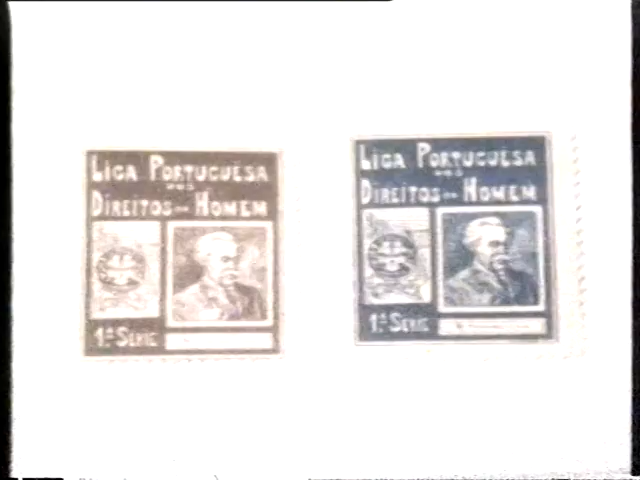 LIGA PORTUGUESA
DOS
DIREITOS DO HOMEM
1ª SERIE
LIGA PORTUGUESA
DOS
DIREITOS DO HOMEM
1ª SERIE